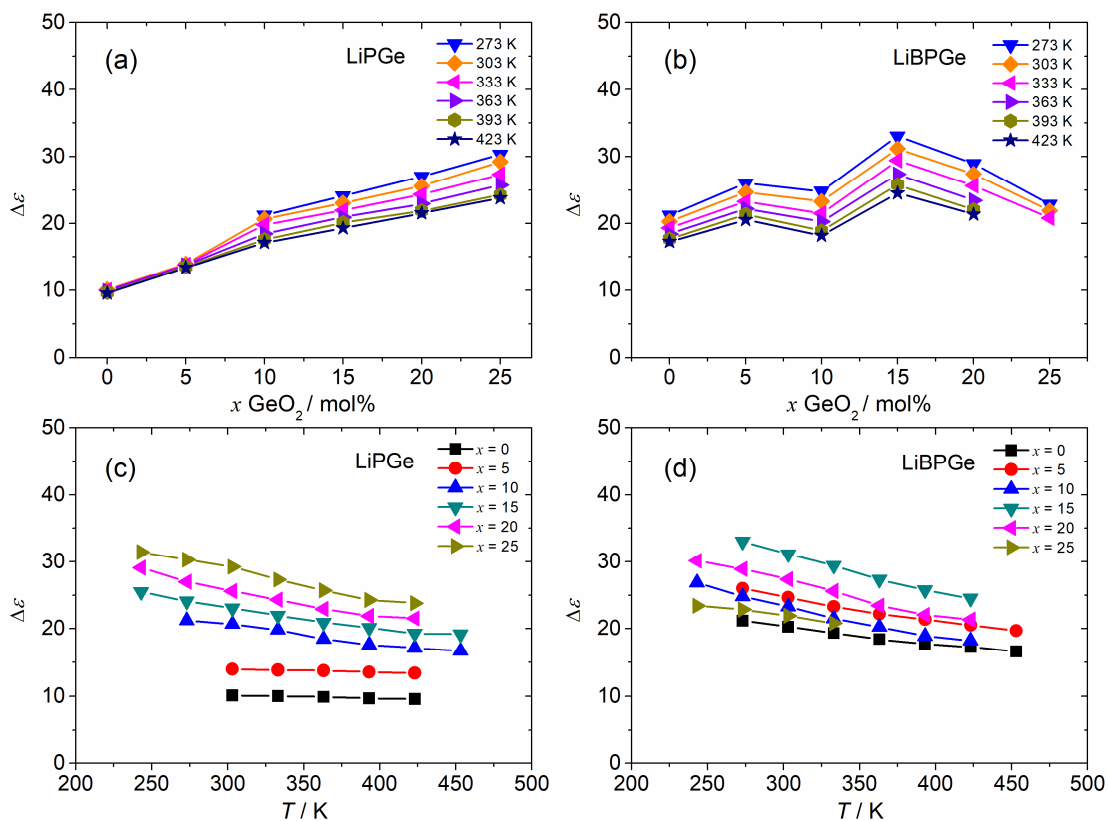 (a)
LiPGe
273 K
303 K
333 K
363 K
393 K
423 K
50
40
30
20
10
0
Δε
0 5 10 15 20 25
x GeO₂ / mol%
(b)
LiBPGe
273 K
303 K
333 K
363 K
393 K
423 K
50
40
30
20
10
0
Δε
0 5 10 15 20 25
x GeO₂ / mol%
(c)
LiPGe
x = 0
x = 5
x = 10
x = 15
x = 20
x = 25
50
40
30
20
10
0
Δε
200 250 300 350 400 450 500
T / K
(d)
LiBPGe
x = 0
x = 5
x = 10
x = 15
x = 20
x = 25
50
40
30
20
10
0
Δε
200 250 300 350 400 450 500
T / K